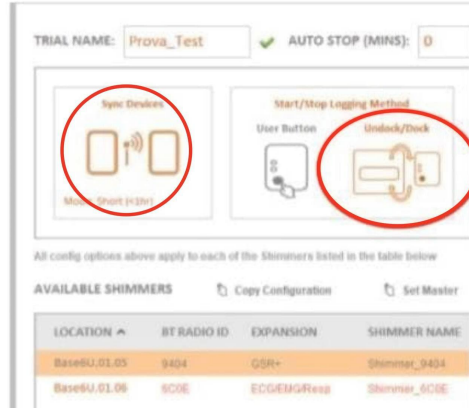 TRIAL NAME: Prova_Test AUTO STOP (MINS): 0
Sync Devices
Start/Stop Logging Method
User Button Undock/Dock
Mode: Short (<1hr)
All config options above apply to each of the Shimmers listed in the table below
AVAILABLE SHIMMERS Copy Configuration Set Master
LOCATION BT RADIO ID EXPANSION SHIMMER NAME
Base6U.01.05 9404 GSR+ Shimmer_9404
Base6U.01.06 6C0E ECG/EMG/Resp Shimmer_6C0E